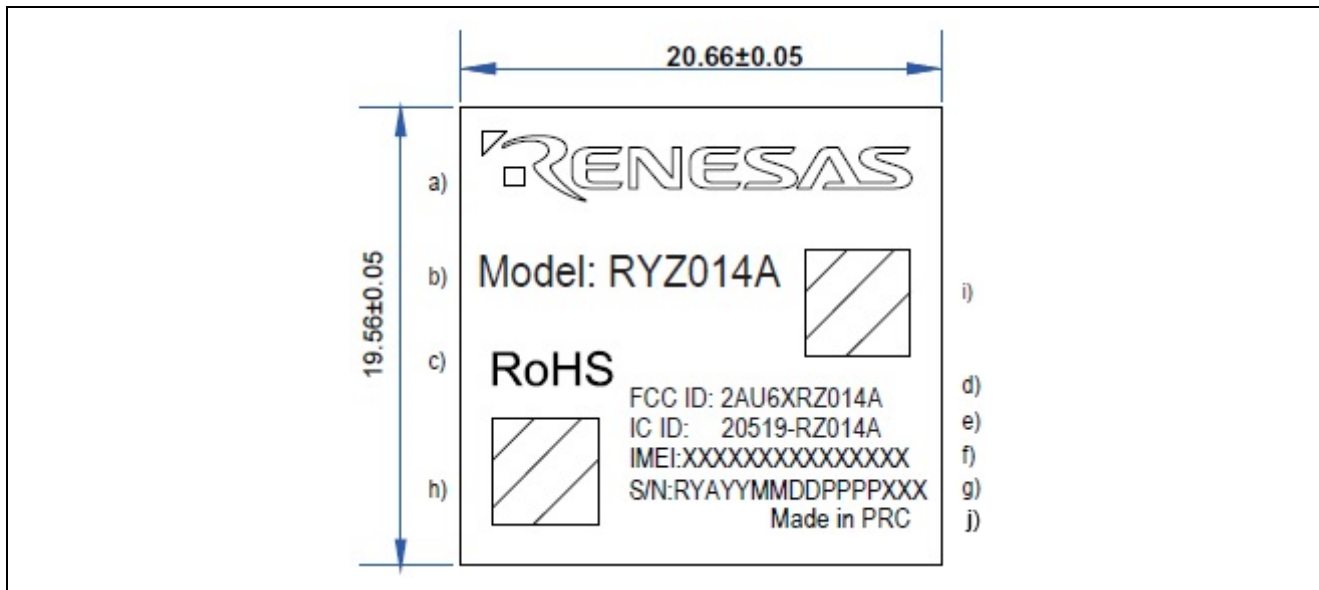 20.66±0.05
19.56±0.05
a) RENESAS
b) Model: RYZ014A i)
c) RoHS
FCC ID: 2AU6XRZ014A d)
IC ID: 20519-RZ014A e)
IMEI:XXXXXXXXXXXXXXX f)
h) S/N:RYAYYMMDDPPPPXXX g)
Made in PRC j)